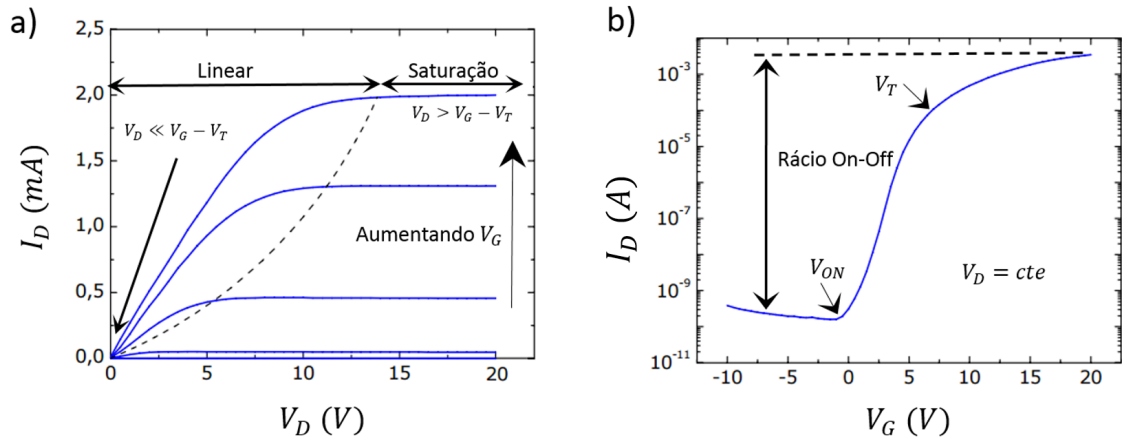 a)
2,5
2,0
1,5
1,0
0,5
0,0
I_D (mA)
Linear
Saturação
V_D ≪ V_G − V_T
V_D > V_G − V_T
Aumentando V_G
0
5
10
15
20
V_D (V)
b)
10⁻³
10⁻⁵
10⁻⁷
10⁻⁹
10⁻¹¹
I_D (A)
V_T
Rácio On-Off
V_ON
V_D = cte
-10
-5
0
5
10
15
20
V_G (V)